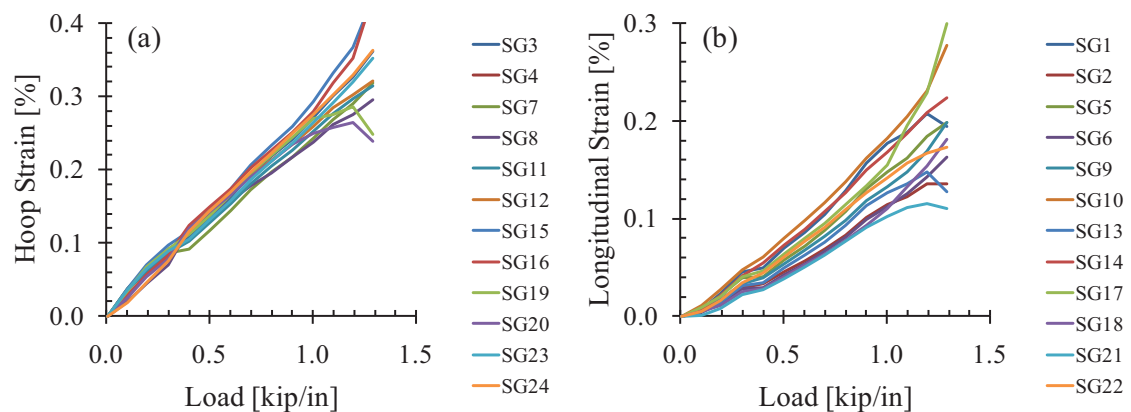 (a)
Hoop Strain [%]
0.4
0.3
0.2
0.1
0.0
0.0 0.5 1.0 1.5
Load [kip/in]
SG3
SG4
SG7
SG8
SG11
SG12
SG15
SG16
SG19
SG20
SG23
SG24
(b)
Longitudinal Strain [%]
0.3
0.2
0.1
0.0
0.0 0.5 1.0 1.5
Load [kip/in]
SG1
SG2
SG5
SG6
SG9
SG10
SG13
SG14
SG17
SG18
SG21
SG22